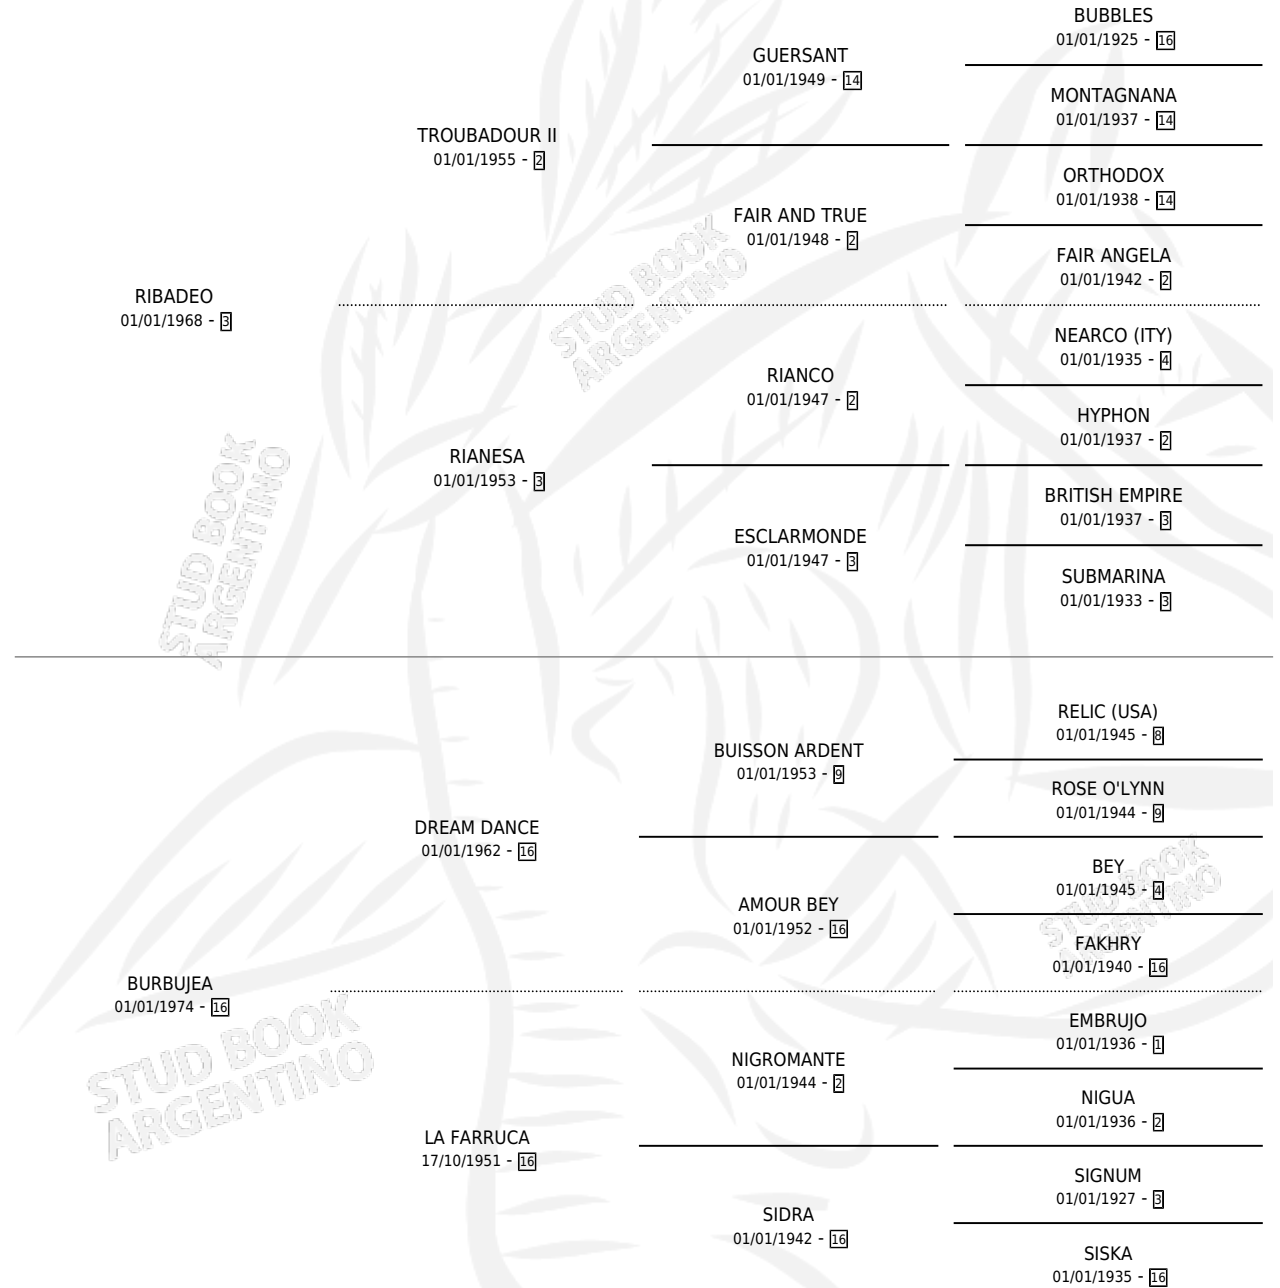 BUBBLES
01/01/1925 - 16
GUERSANT
01/01/1949 - 14
MONTAGNANA
01/01/1937 - 14
TROUBADOUR II
01/01/1955 - 2
ORTHODOX
01/01/1938 - 14
FAIR AND TRUE
01/01/1948 - 2
FAIR ANGELA
01/01/1942 - 2
RIBADEO
01/01/1968 - 3
STUD BOOK
ARGENTINO
NEARCO (ITY)
01/01/1935 - 4
RIANCO
01/01/1947 - 2
HYPHON
01/01/1937 - 2
RIANESA
01/01/1953 - 3
BRITISH EMPIRE
01/01/1937 - 3
ESCLARMONDE
01/01/1947 - 3
SUBMARINA
01/01/1933 - 3
STUD BOOK
ARGENTINO
RELIC (USA)
01/01/1945 - 8
BUISSON ARDENT
01/01/1953 - 9
ROSE O'LYNN
01/01/1944 - 9
DREAM DANCE
01/01/1962 - 16
BEY
01/01/1945 - 4
AMOUR BEY
01/01/1952 - 16
STUD BOOK
ARGENTINO
FAKHRY
01/01/1940 - 16
BURBUJEA
01/01/1974 - 16
EMBRUJO
01/01/1936 - 1
NIGROMANTE
01/01/1944 - 2
STUD BOOK
ARGENTINO
NIGUA
01/01/1936 - 2
LA FARRUCA
17/10/1951 - 16
SIGNUM
01/01/1927 - 3
SIDRA
01/01/1942 - 16
SISKA
01/01/1935 - 16